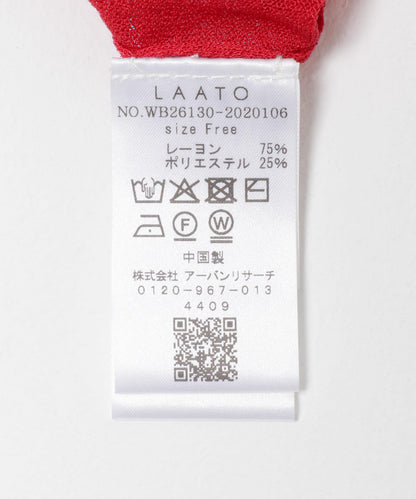 LAATO
NO.WB26130-2020106
size Free
レーヨン 75%
ポリエステル 25%
F W
中国製
株式会社 アーバンリサーチ
0120-967-013
4409